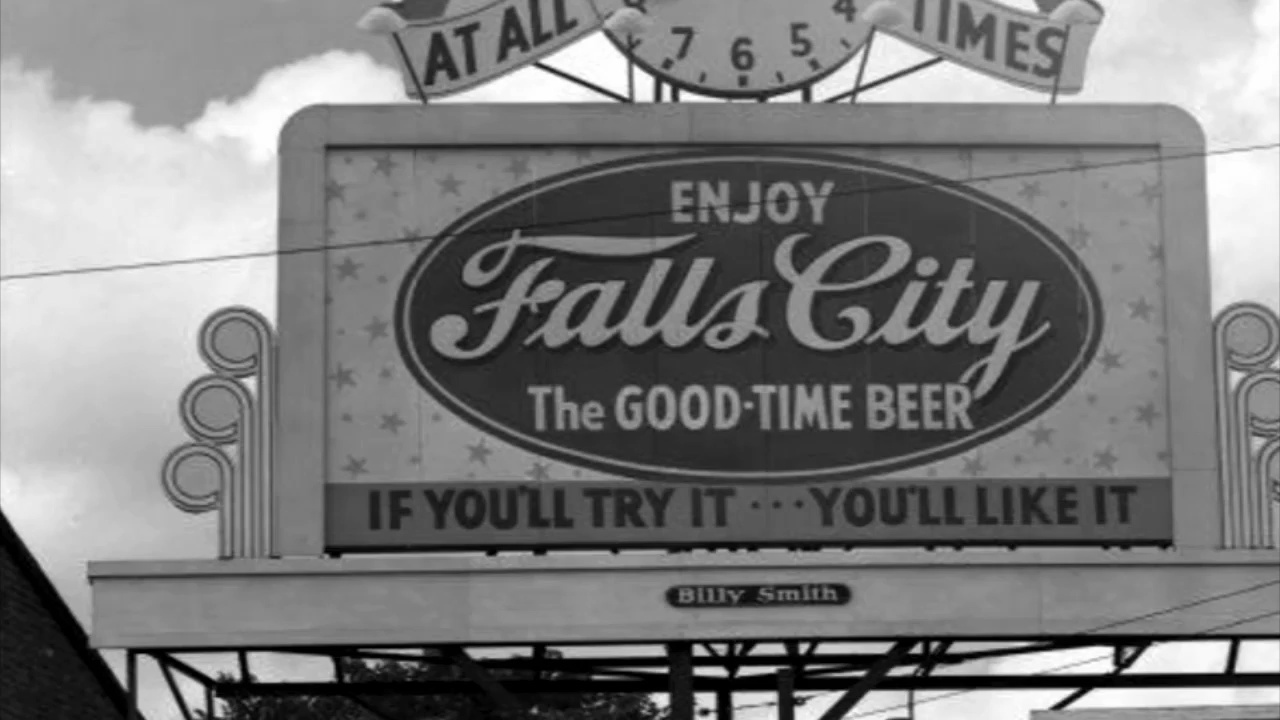 AT ALL TIMES
7 6 5 4
ENJOY
Falls City
The GOOD-TIME BEER
IF YOU'LL TRY IT ··· YOU'LL LIKE IT
Billy Smith